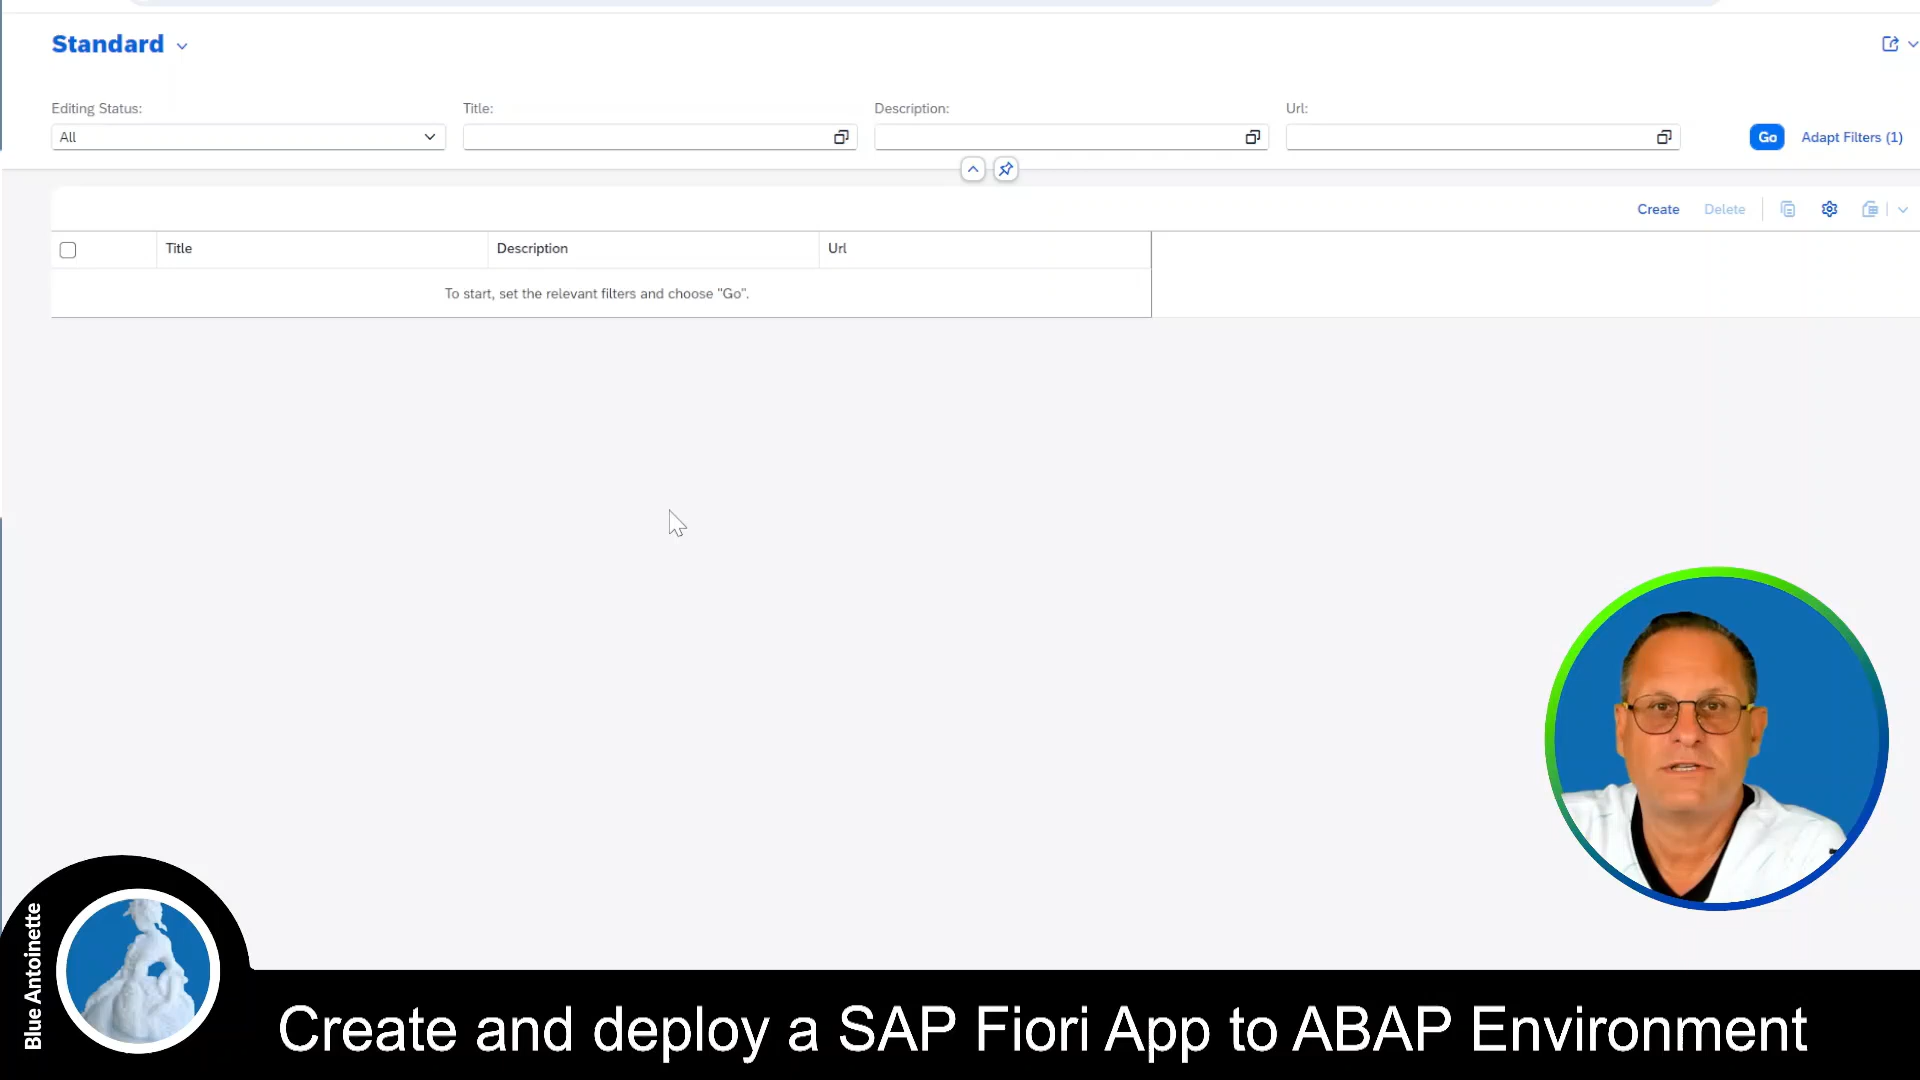 Standard
Editing Status:
Title:
Description:
Url:
All
Go
Adapt Filters (1)
Create
Delete
Title
Description
Url
To start, set the relevant filters and choose "Go".
Blue Antoinette
Create and deploy a SAP Fiori App to ABAP Environment